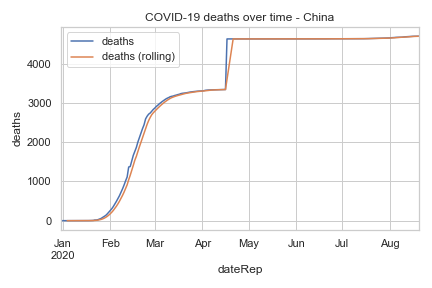 COVID-19 deaths over time - China
deaths
deaths (rolling)
deaths
4000
3000
2000
1000
0
Jan
2020
Feb
Mar
Apr
May
Jun
Jul
Aug
dateRep